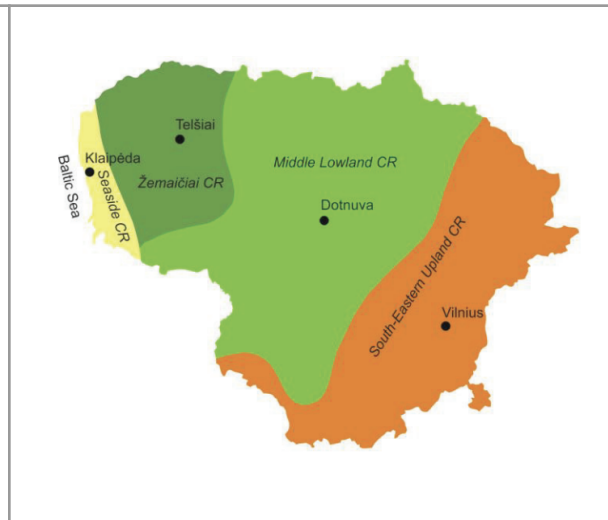 Telšiai
Klaipėda
Baltic Sea
Seaside CR
Žemaičiai CR
Middle Lowland CR
Dotnuva
South-Eastern Upland CR
Vilnius